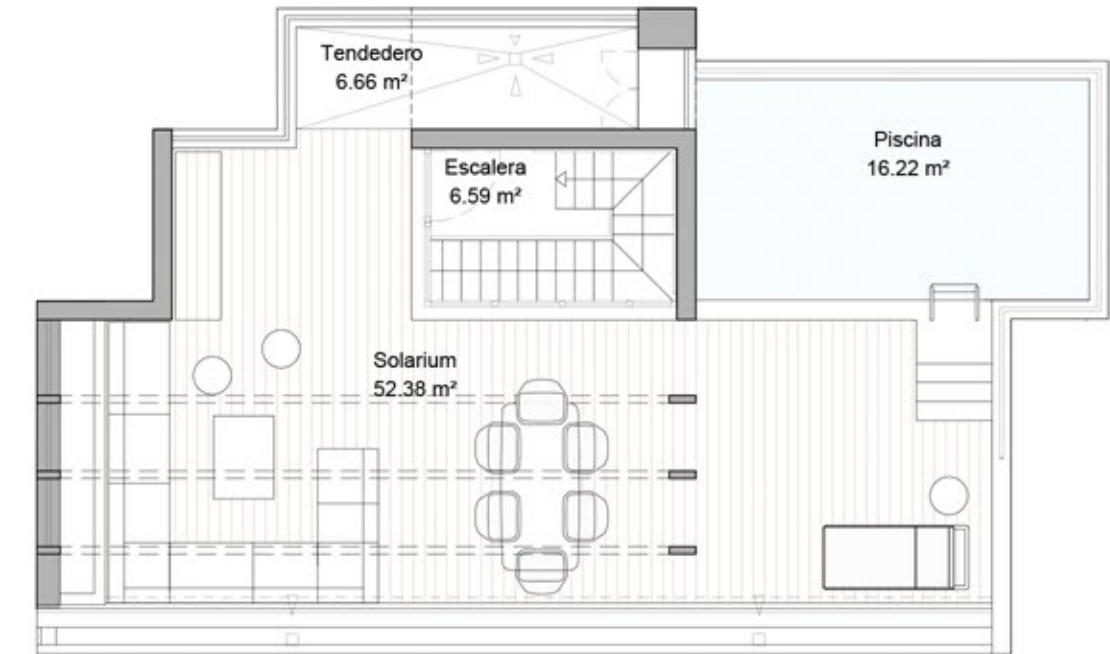 Tendedero
6.66 m²
Piscina
16.22 m²
Escalera
6.59 m²
Solarium
52.38 m²